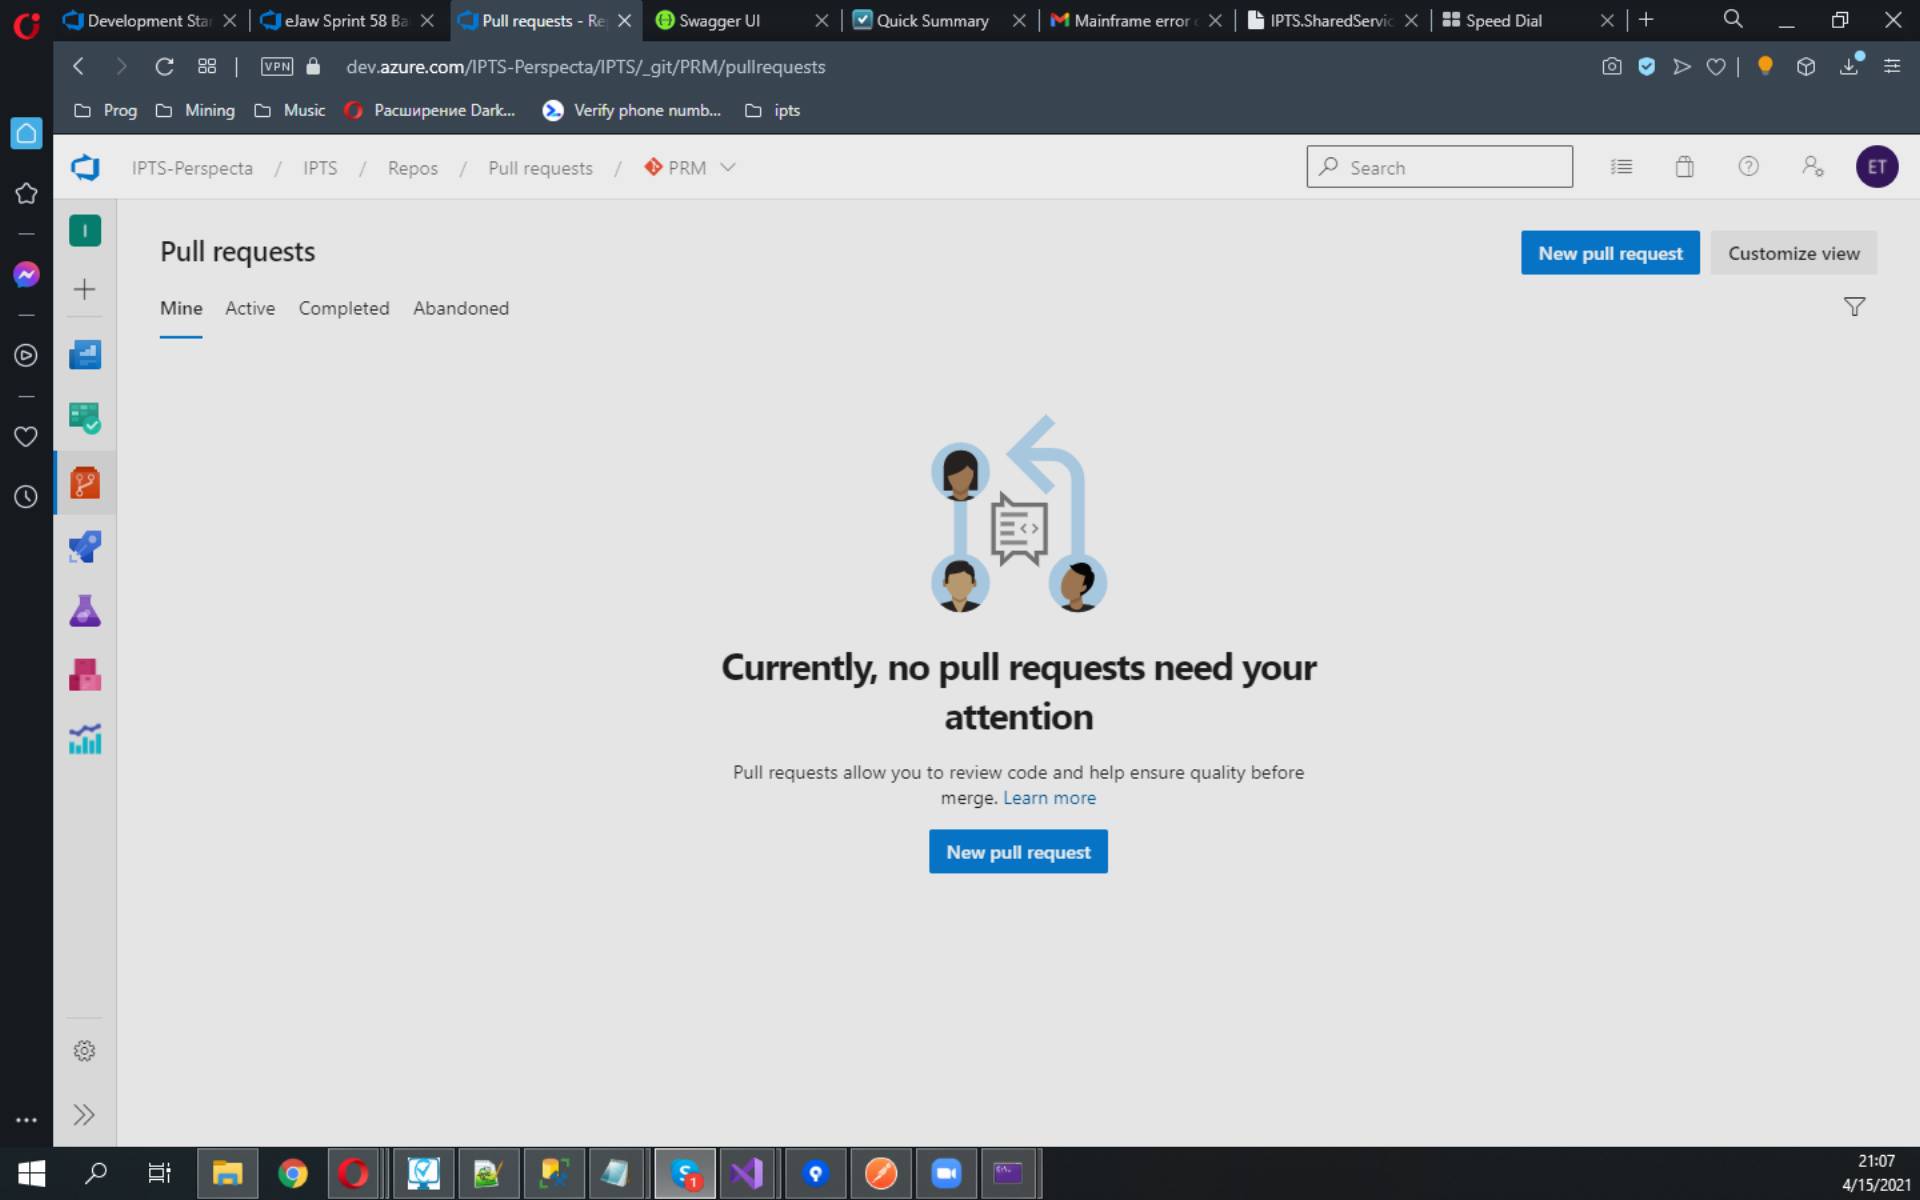 Development Sta
eJaw Sprint 58 Ba
Pull requests - Re
Swagger UI
Quick Summary
Mainframe error
IPTS.SharedServic
Speed Dial
VPN
dev.azure.com/IPTS-Perspecta/IPTS/_git/PRM/pullrequests
Prog
Mining
Music
Расширение Dark...
Verify phone numb...
ipts
IPTS-Perspecta / IPTS / Repos / Pull requests / PRM
Search
ET
I
Pull requests
New pull request
Customize view
Mine
Active
Completed
Abandoned
Currently, no pull requests need your
attention
Pull requests allow you to review code and help ensure quality before
merge. Learn more
New pull request
1
21:07
4/15/2021